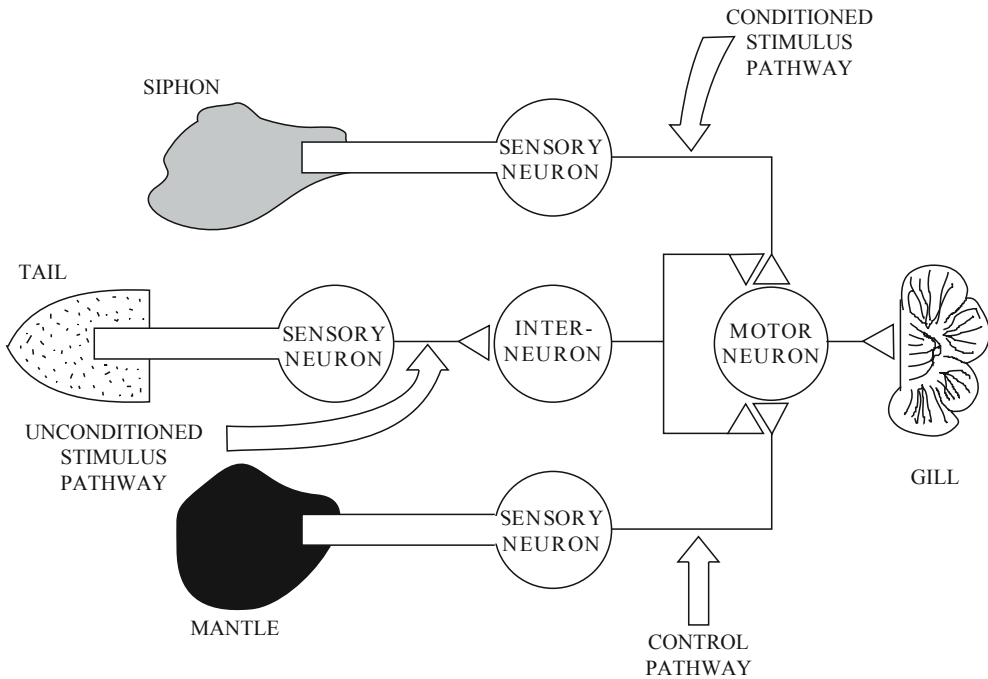 CONDITIONED
STIMULUS
PATHWAY
SIPHON
SENSORY
NEURON
TAIL
SENSORY
NEURON
INTER-
NEURON
MOTOR
NEURON
UNCONDITIONED
STIMULUS
PATHWAY
GILL
SENSORY
NEURON
MANTLE
CONTROL
PATHWAY